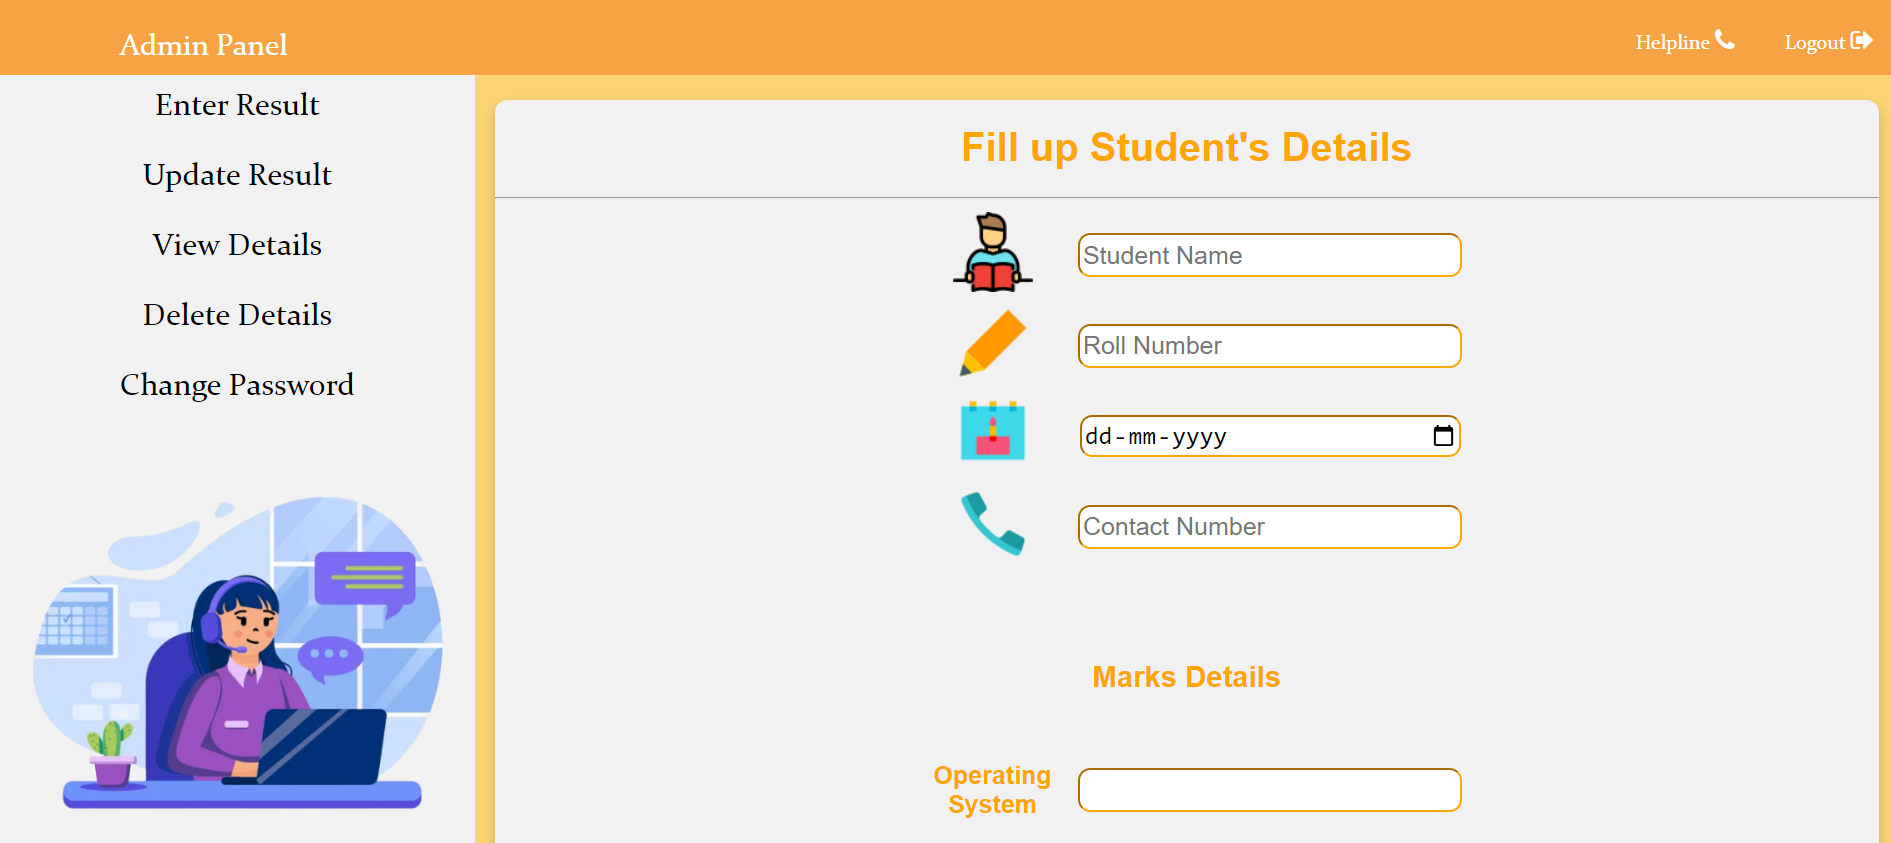 Admin Panel
Helpline
Logout
Enter Result
Update Result
View Details
Delete Details
Change Password
Fill up Student's Details
Student Name
Roll Number
dd-mm-yyyy
Contact Number
Marks Details
Operating
System